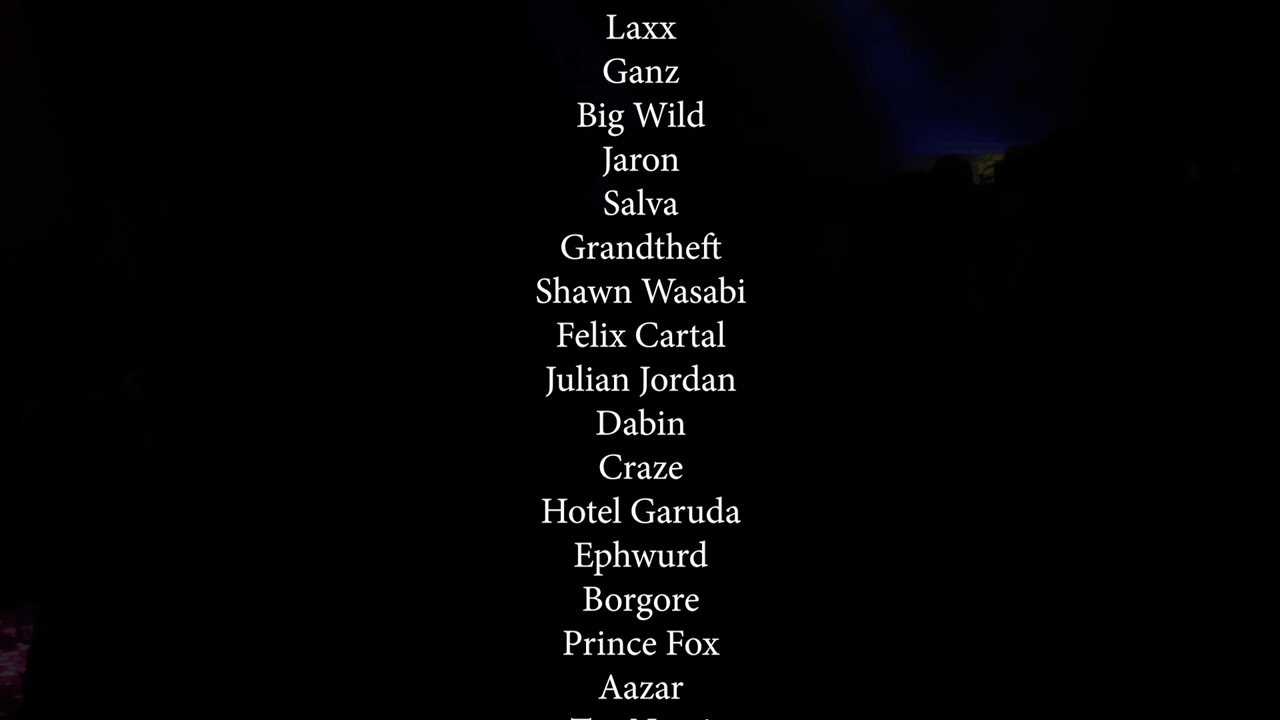 Laxx
Ganz
Big Wild
Jaron
Salva
Grandtheft
Shawn Wasabi
Felix Cartal
Julian Jordan
Dabin
Craze
Hotel Garuda
Ephwurd
Borgore
Prince Fox
Aazar